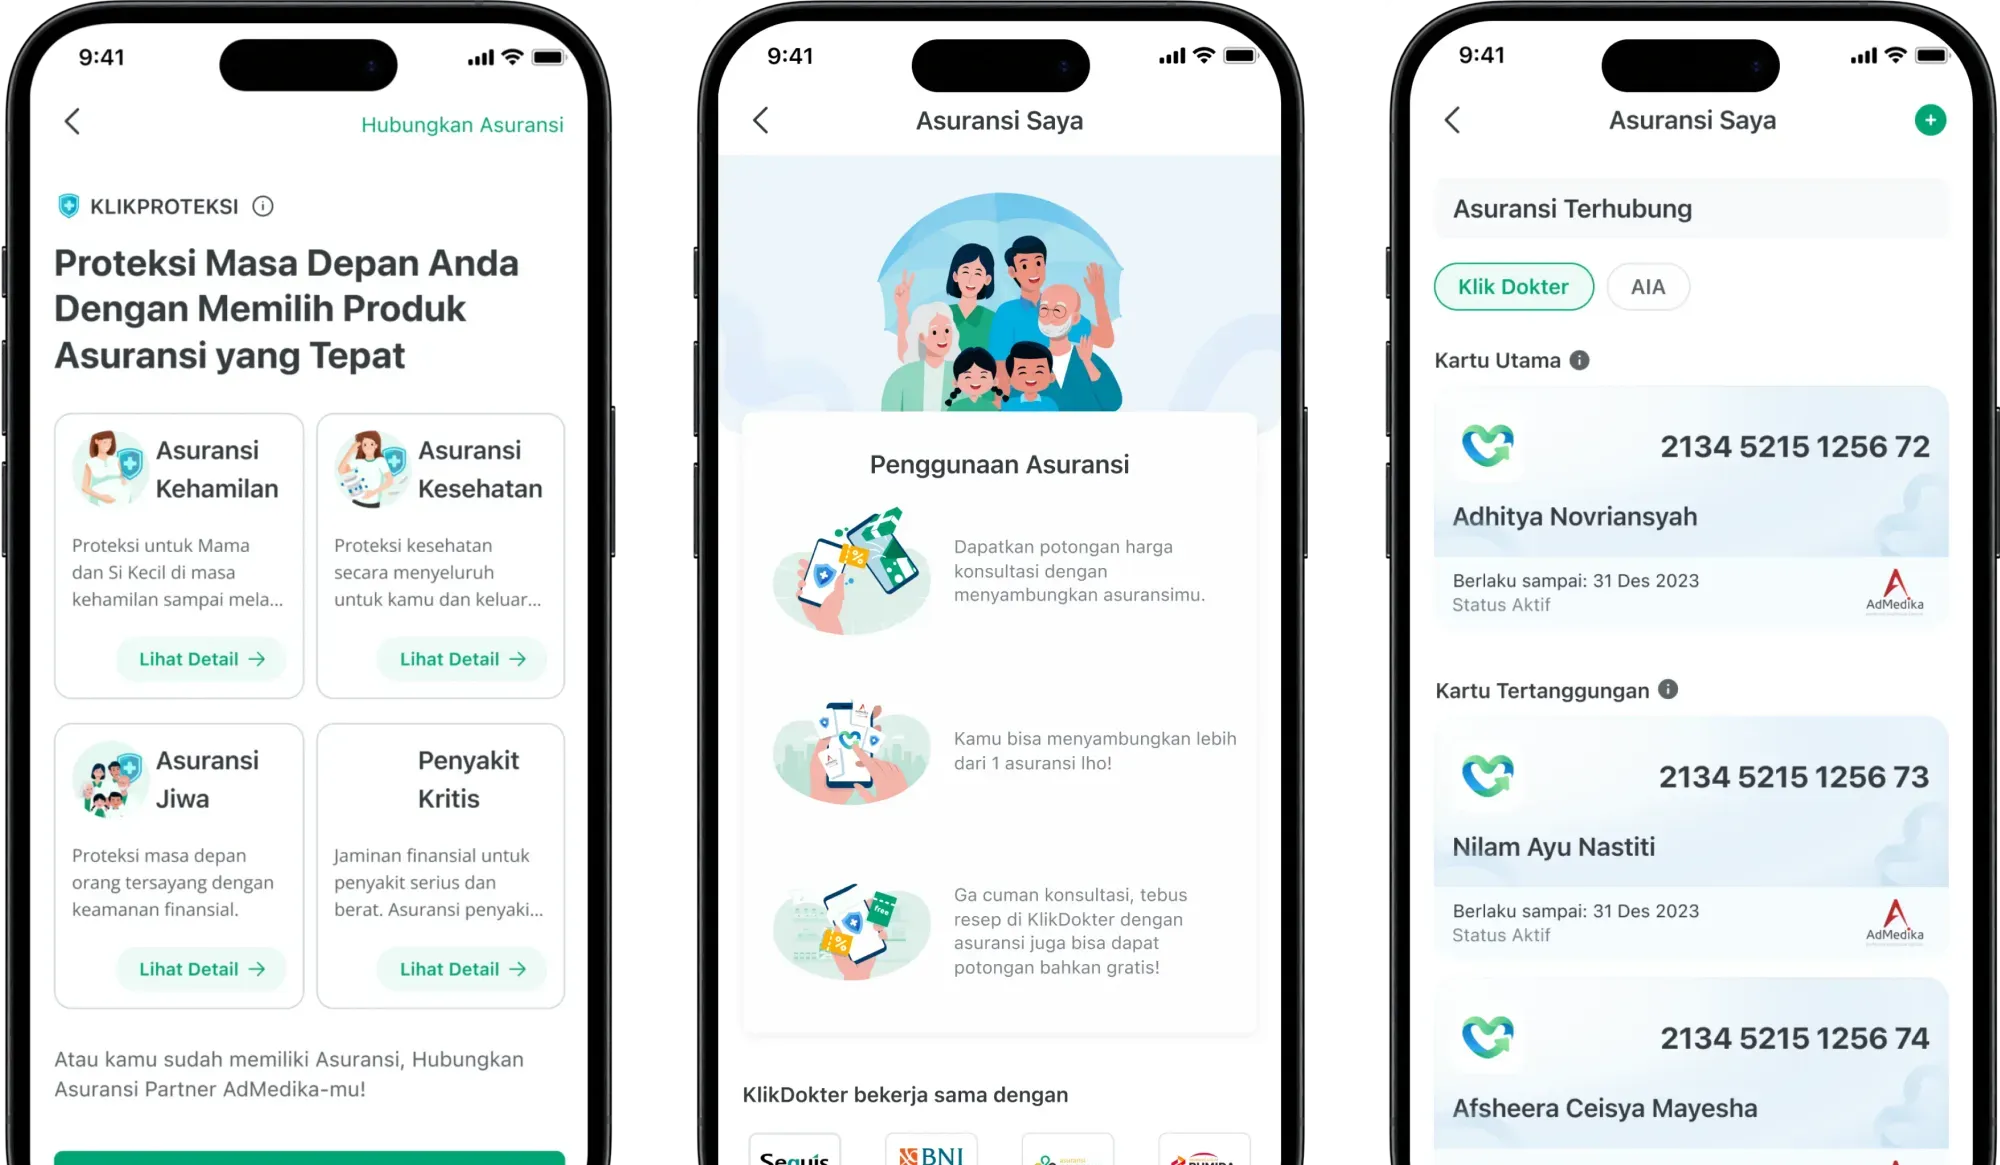 9:41
Hubungkan Asuransi
KLIKPROTEKSI
Proteksi Masa Depan Anda
Dengan Memilih Produk
Asuransi yang Tepat
Asuransi
Kehamilan
Proteksi untuk Mama
dan Si Kecil di masa
kehamilan sampai mela...
Lihat Detail
Asuransi
Kesehatan
Proteksi kesehatan
secara menyeluruh
untuk kamu dan keluar...
Lihat Detail
Asuransi
Jiwa
Proteksi masa depan
orang tersayang dengan
keamanan finansial.
Lihat Detail
Penyakit
Kritis
Jaminan finansial untuk
penyakit serius dan
berat. Asuransi penyaki...
Lihat Detail
Atau kamu sudah memiliki Asuransi, Hubungkan
Asuransi Partner AdMedika-mu!
9:41
Asuransi Saya
Penggunaan Asuransi
%
Dapatkan potongan harga
konsultasi dengan
menyambungkan asuransimu.
Kamu bisa menyambungkan lebih
dari 1 asuransi lho!
free
%
Ga cuman konsultasi, tebus
resep di KlikDokter dengan
asuransi juga bisa dapat
potongan bahkan gratis!
KlikDokter bekerja sama dengan
Sequis
BNI
asuransi
9:41
Asuransi Saya
Asuransi Terhubung
Klik Dokter
AIA
Kartu Utama
2134 5215 1256 72
Adhitya Novriansyah
Berlaku sampai: 31 Des 2023
Status Aktif
AdMedika
Kartu Tertanggungan
2134 5215 1256 73
Nilam Ayu Nastiti
Berlaku sampai: 31 Des 2023
Status Aktif
AdMedika
2134 5215 1256 74
Afsheera Ceisya Mayesha